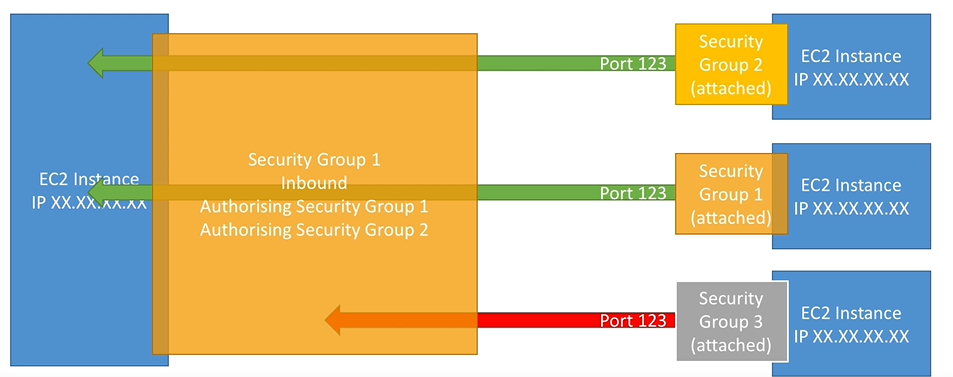 EC2 Instance
IP XX.XX.XX.XX
Security Group 1
Inbound
Authorising Security Group 1
Authorising Security Group 2
Port 123
Security
Group 2
(attached)
EC2 Instance
IP XX.XX.XX.XX
Port 123
Security
Group 1
(attached)
EC2 Instance
IP XX.XX.XX.XX
Port 123
Security
Group 3
(attached)
EC2 Instance
IP XX.XX.XX.XX